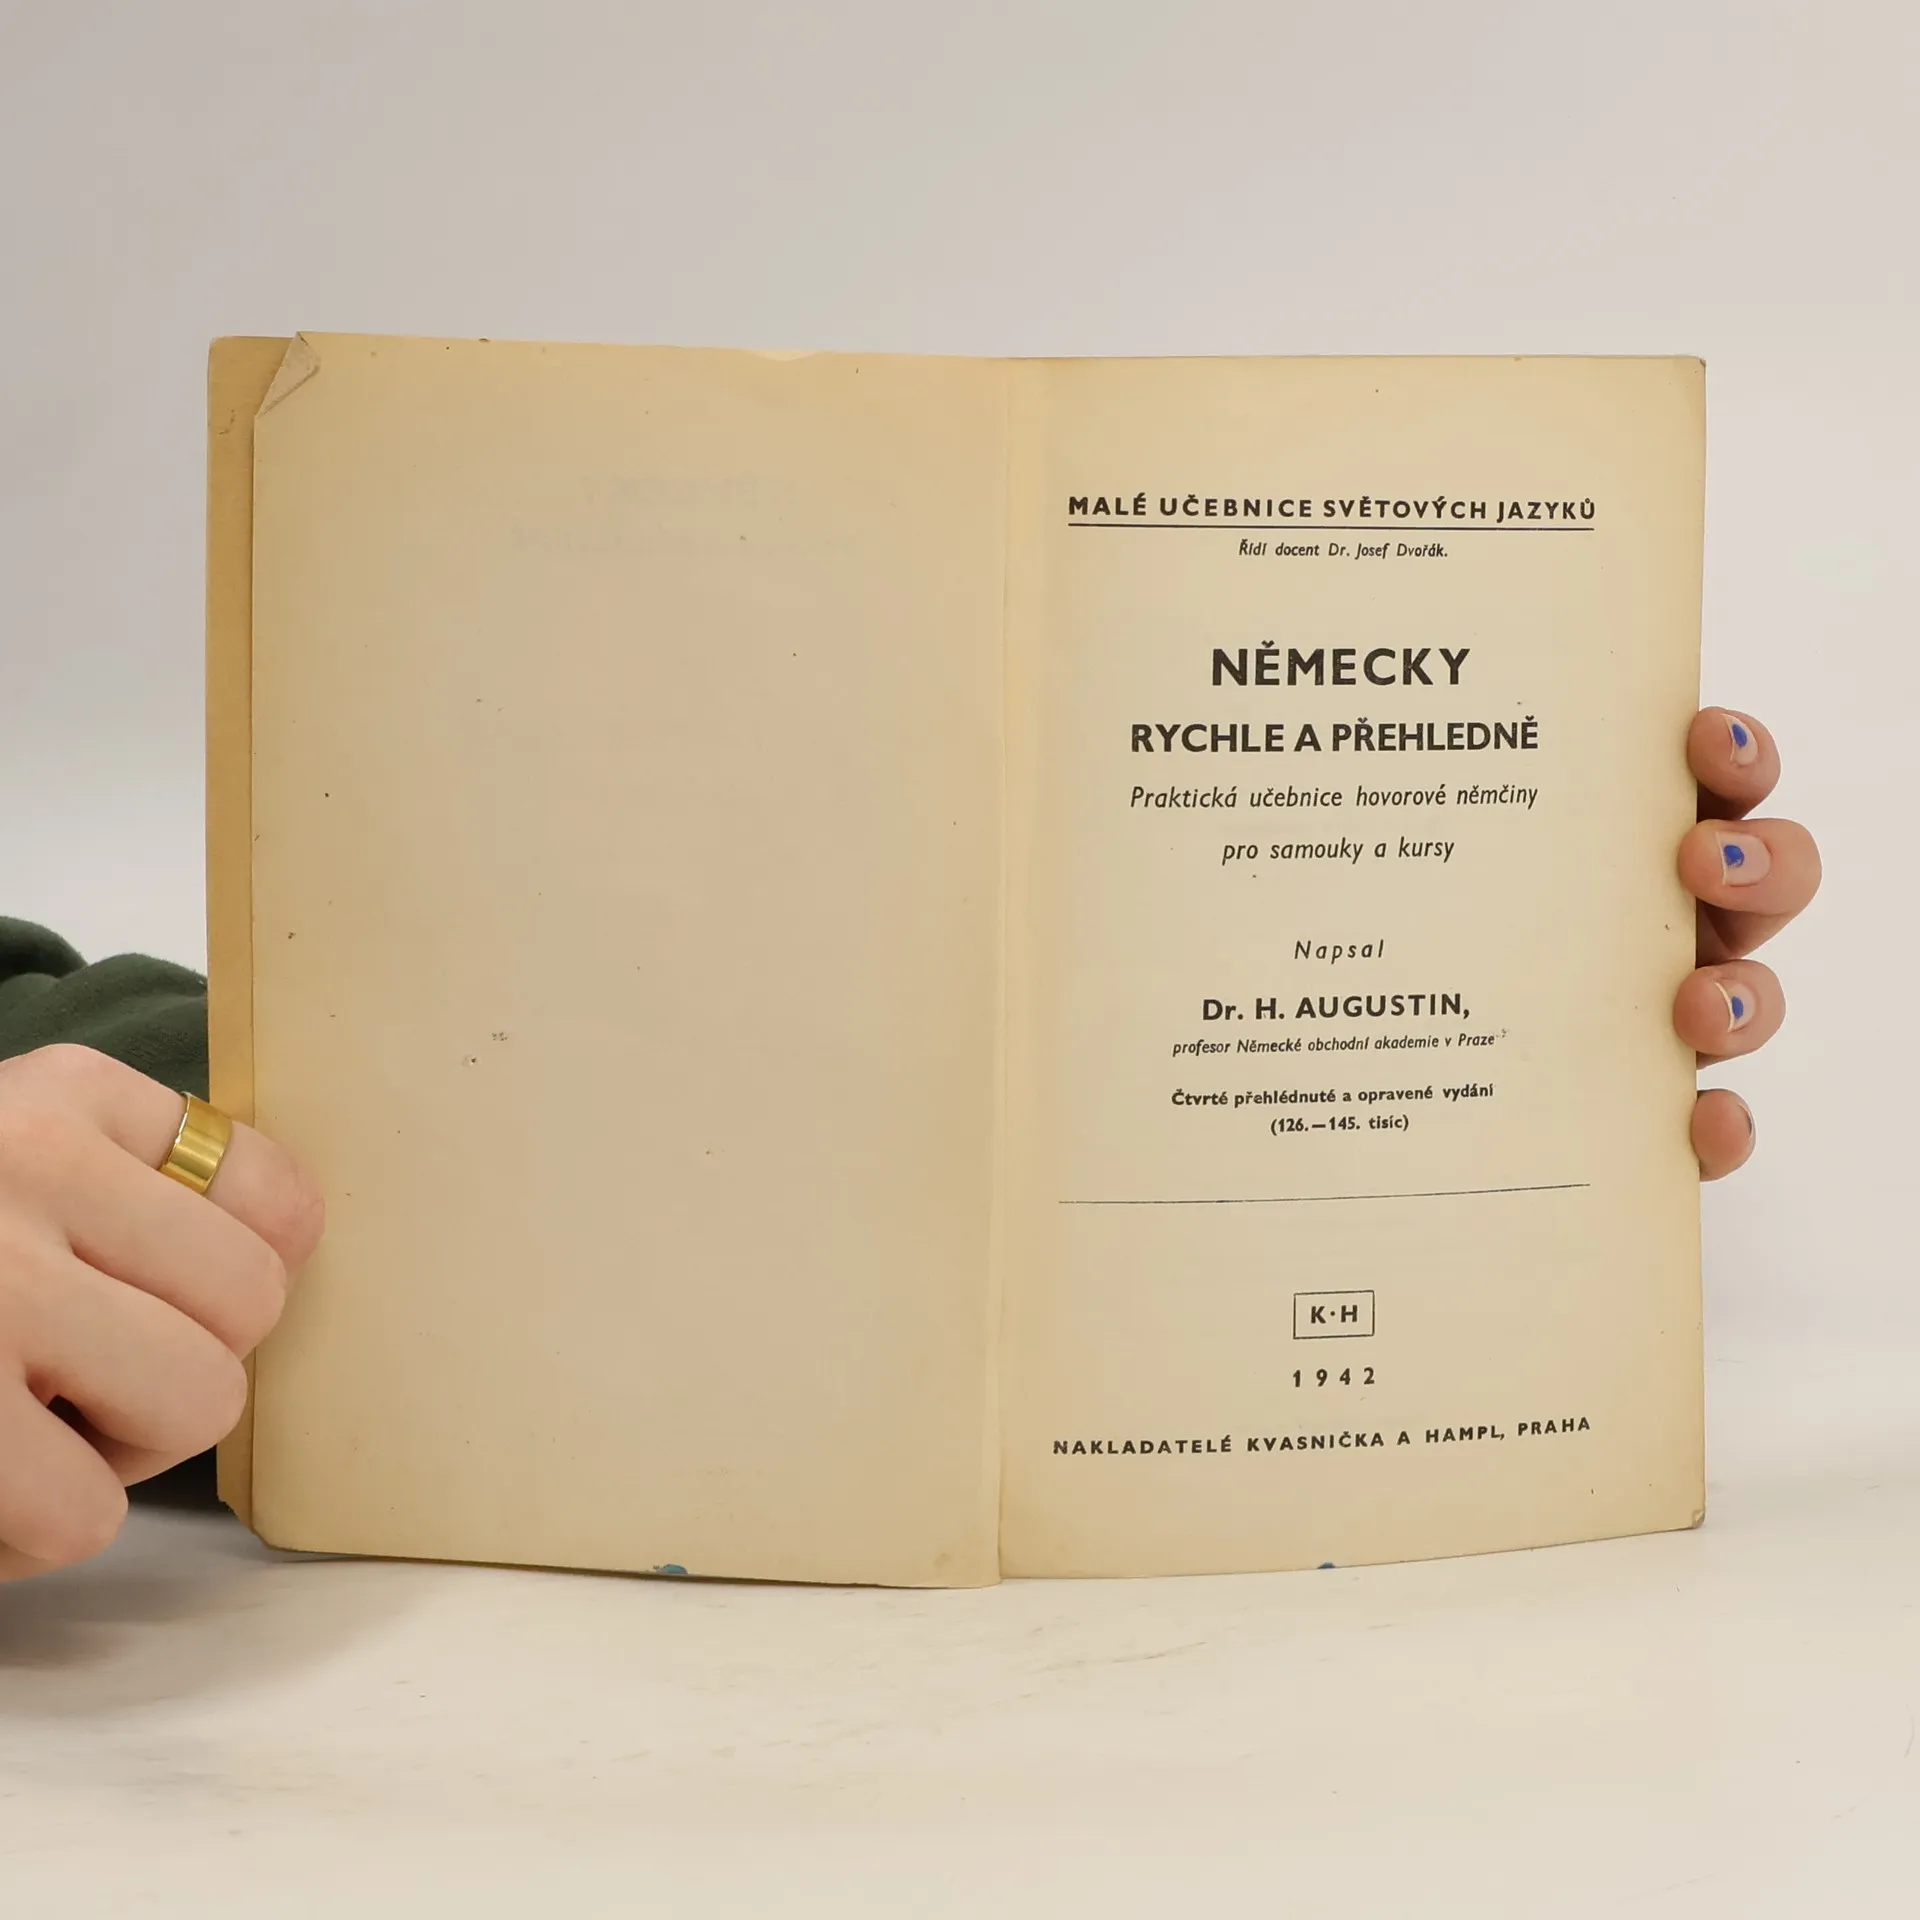 MALÉ UČEBNICE SVĚTOVÝCH JAZYKŮ
Řídí docent Dr. Josef Dvořák.
NĚMECKY
RYCHLE A PŘEHLEDNĚ
Praktická učebnice hovorové němčiny
pro samouky a kursy
Napsal
Dr. H. AUGUSTIN,
profesor Německé obchodní akademie v Praze
Čtvrté přehlédnuté a opravené vydání
(126.—145. tisíc)
K·H
1942
NAKLADATELÉ KVASNIČKA A HAMPL, PRAHA